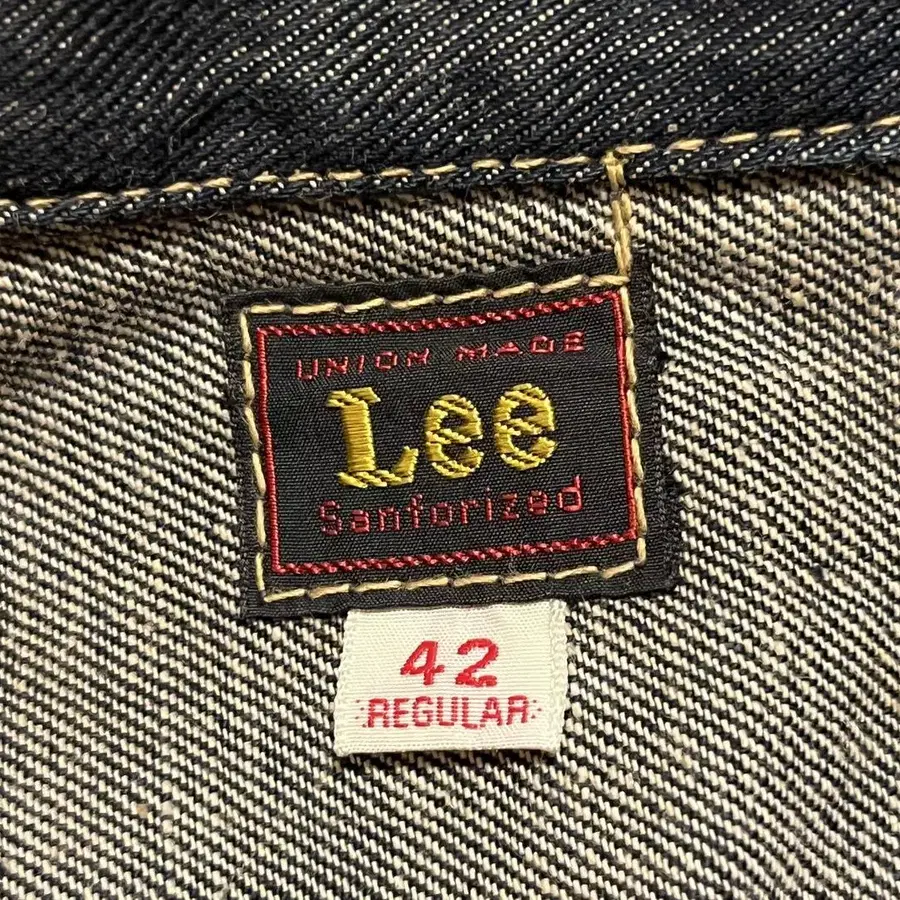 UNION MADE
Lee
Sanforized
42
REGULAR